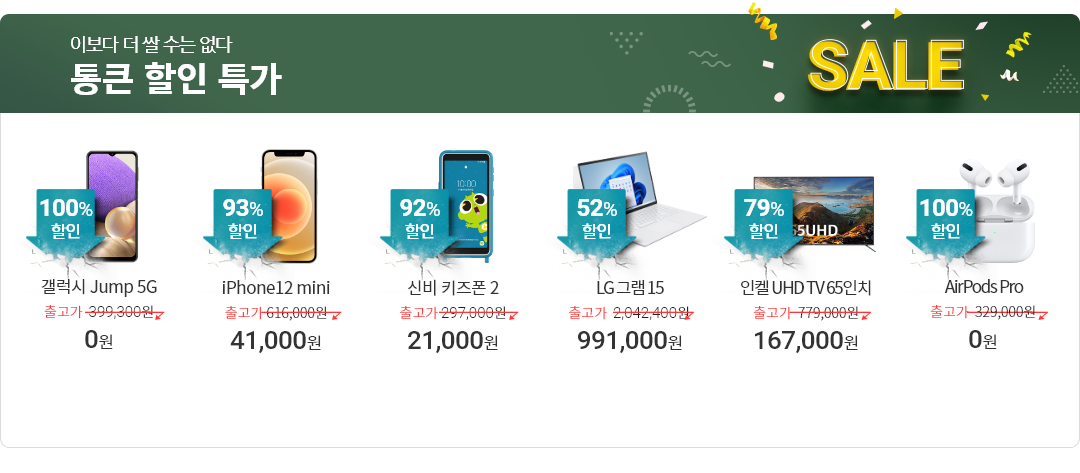 이보다 더 쌀 수는 없다
통큰 할인 특가
SALE
100%
할인
갤럭시 Jump 5G
출고가 399,300원
0원
93%
할인
iPhone12 mini
출고가 616,000원
41,000원
10:00
92%
할인
신비 키즈폰 2
출고가 297,000원
21,000원
52%
할인
LG 그램 15
출고가 2,042,400원
991,000원
79%
할인
65UHD
인켈 UHD TV 65인치
출고가 779,000원
167,000원
100%
할인
AirPods Pro
출고가 329,000원
0원